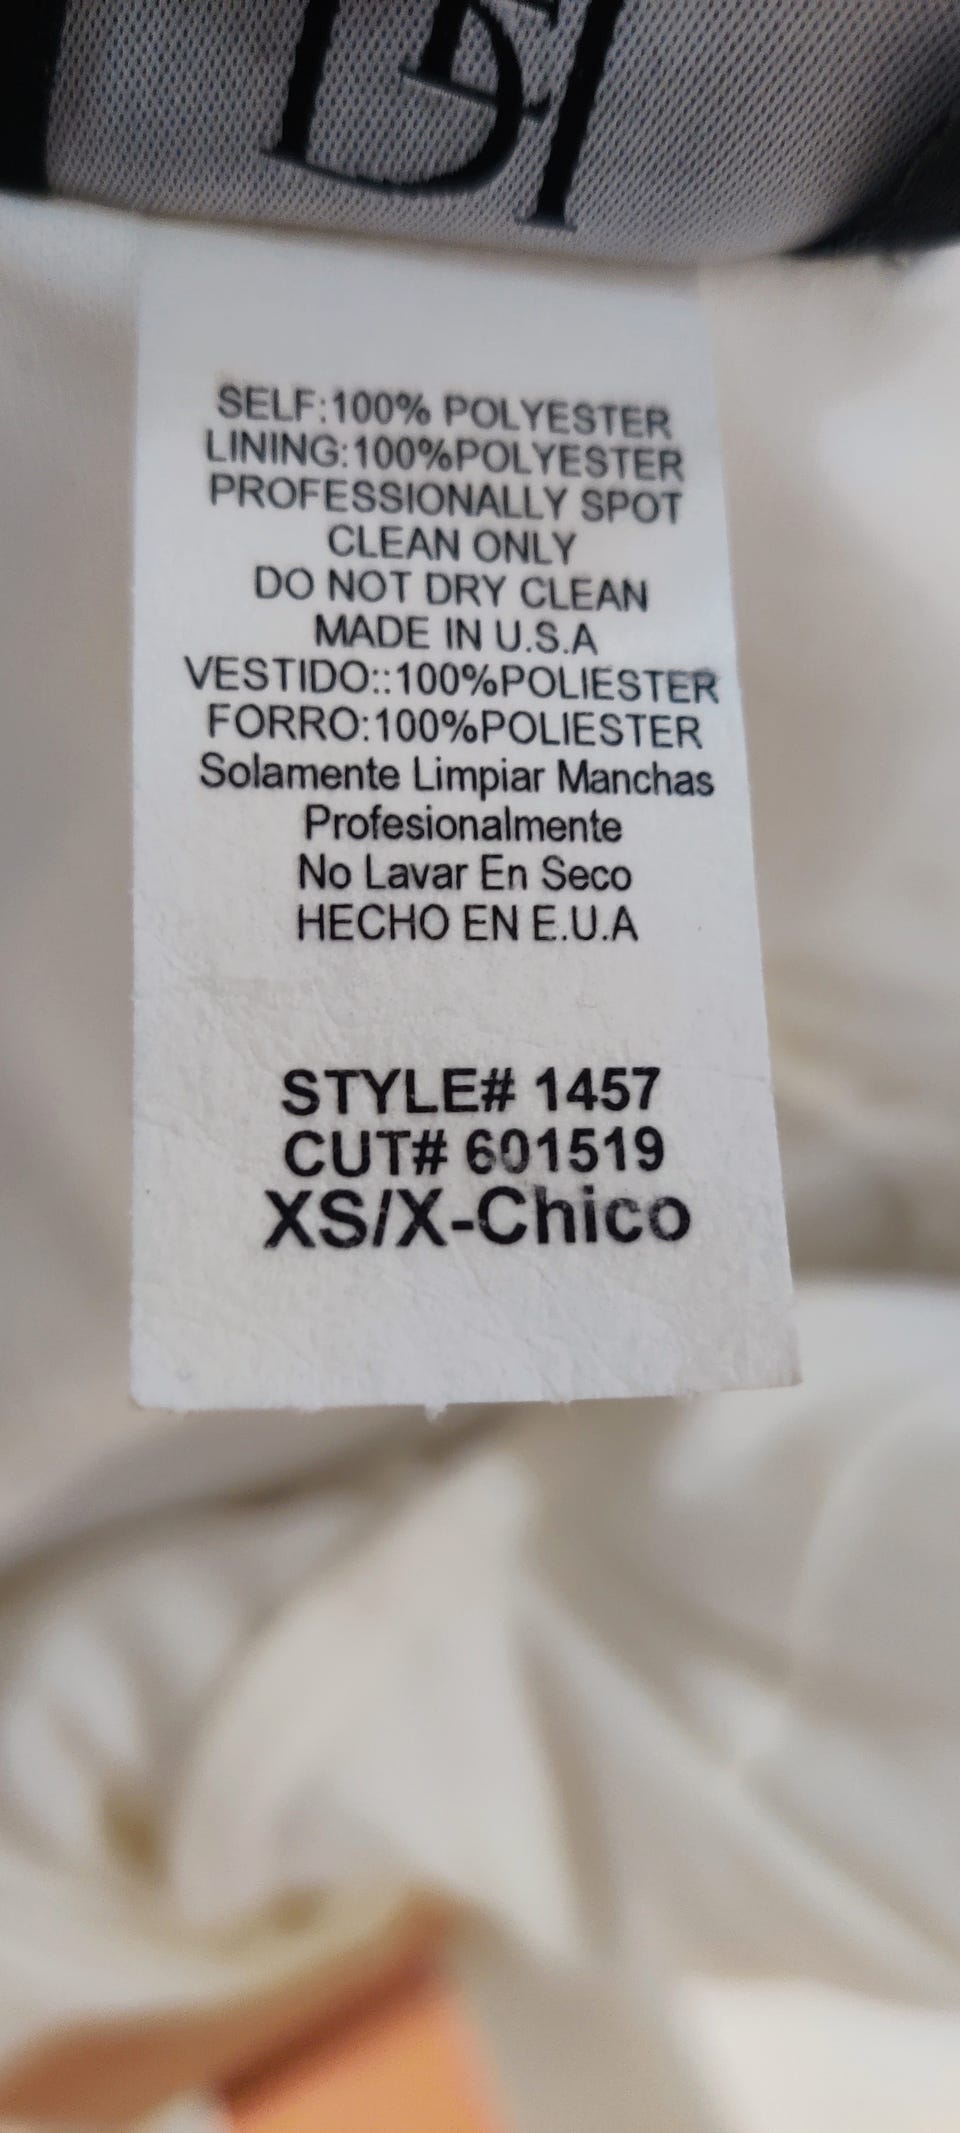 SELF:100% POLYESTER
LINING:100%POLYESTER
PROFESSIONALLY SPOT
CLEAN ONLY
DO NOT DRY CLEAN
MADE IN U.S.A
VESTIDO::100%POLIESTER
FORRO:100%POLIESTER
Solamente Limpiar Manchas
Profesionalmente
No Lavar En Seco
HECHO EN E.U.A
STYLE# 1457
CUT# 601519
XS/X-Chico